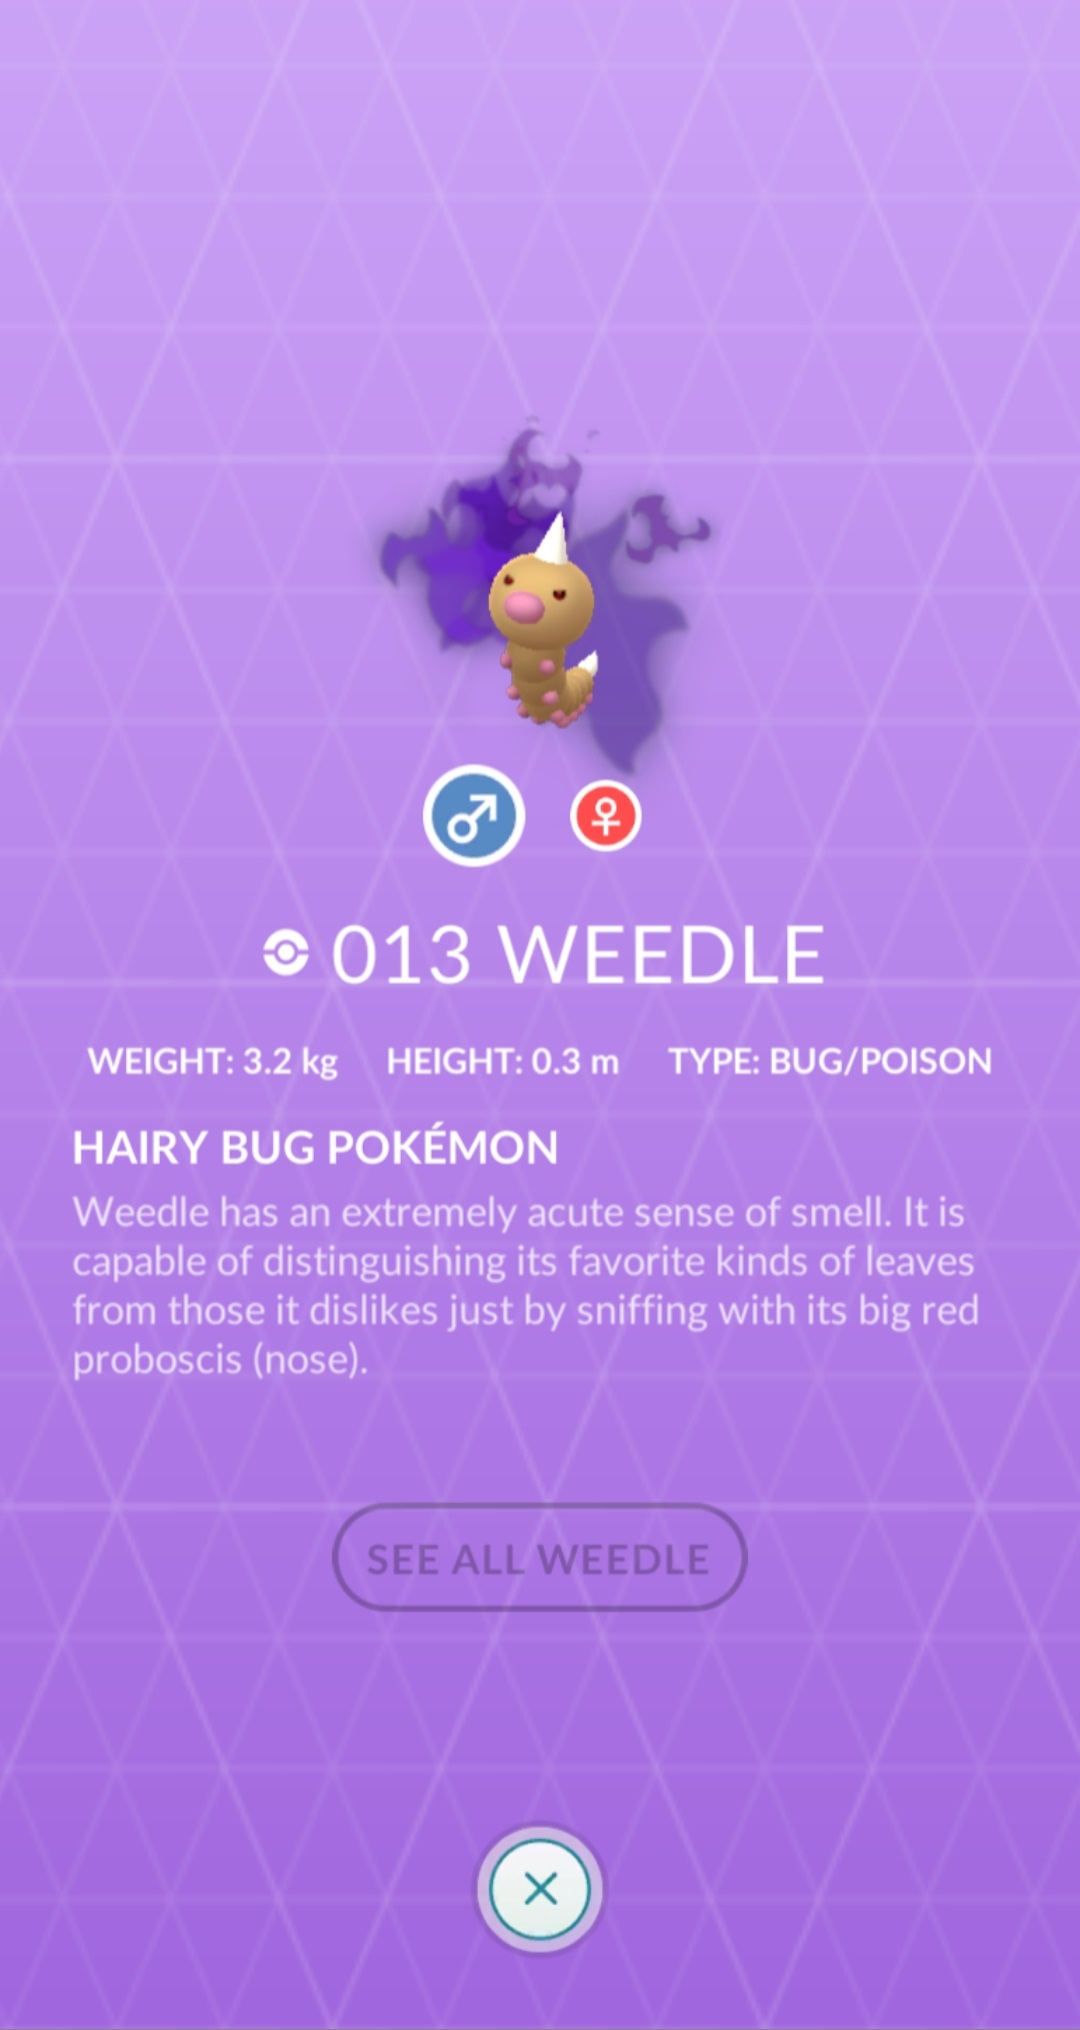 013 WEEDLE
WEIGHT: 3.2 kg HEIGHT: 0.3 m TYPE: BUG/POISON
HAIRY BUG POKÉMON
Weedle has an extremely acute sense of smell. It is
capable of distinguishing its favorite kinds of leaves
from those it dislikes just by sniffing with its big red
proboscis (nose).
SEE ALL WEEDLE